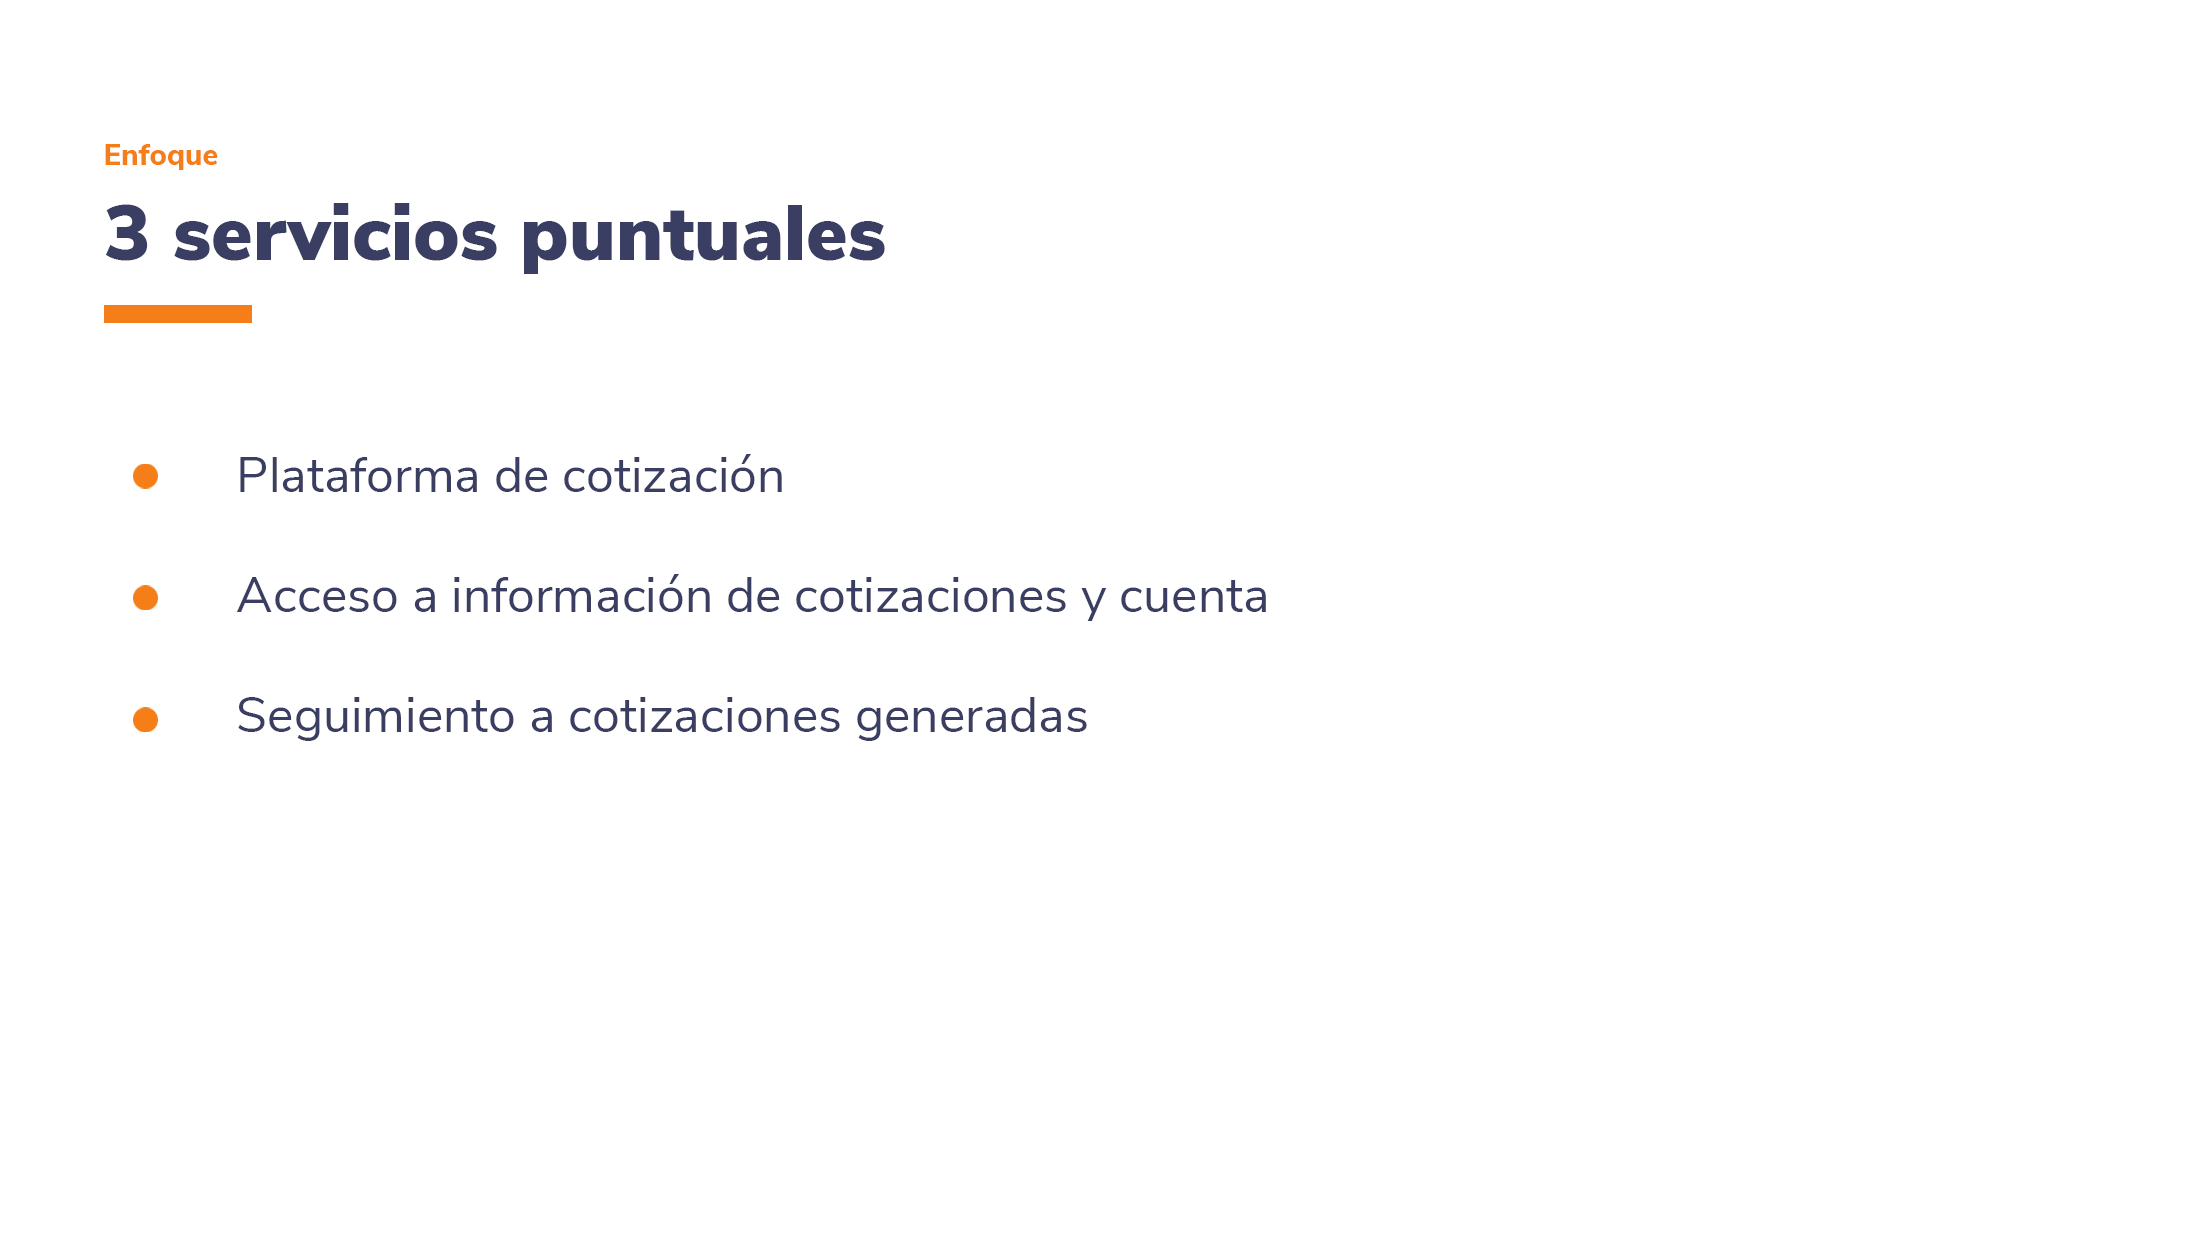 Enfoque
3 servicios puntuales
Plataforma de cotización
Acceso a información de cotizaciones y cuenta
Seguimiento a cotizaciones generadas